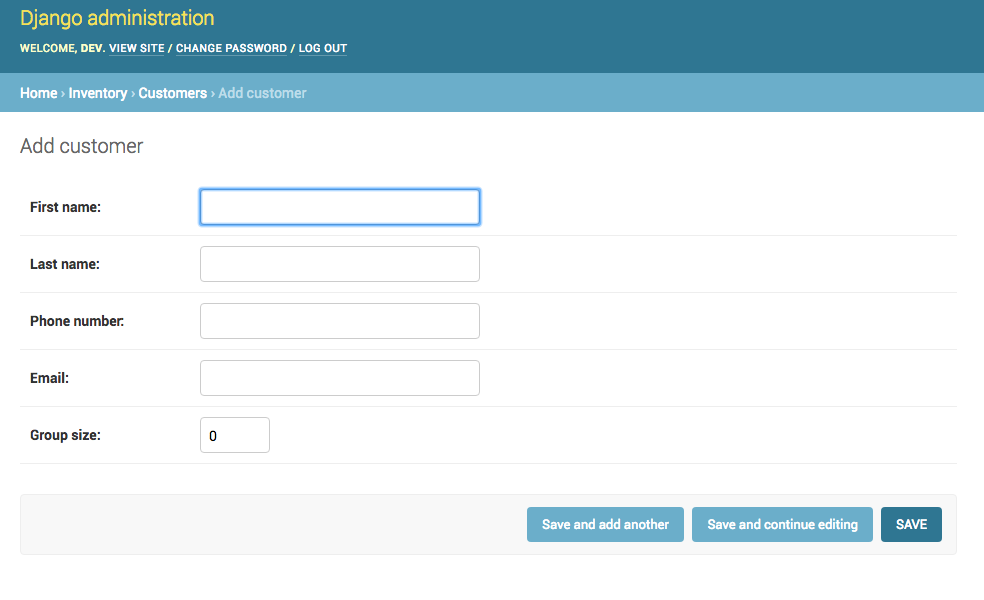 Django administration
WELCOME, DEV. VIEW SITE / CHANGE PASSWORD / LOG OUT
Home › Inventory › Customers › Add customer
Add customer
First name:
Last name:
Phone number:
Email:
Group size: 0
Save and add another Save and continue editing SAVE